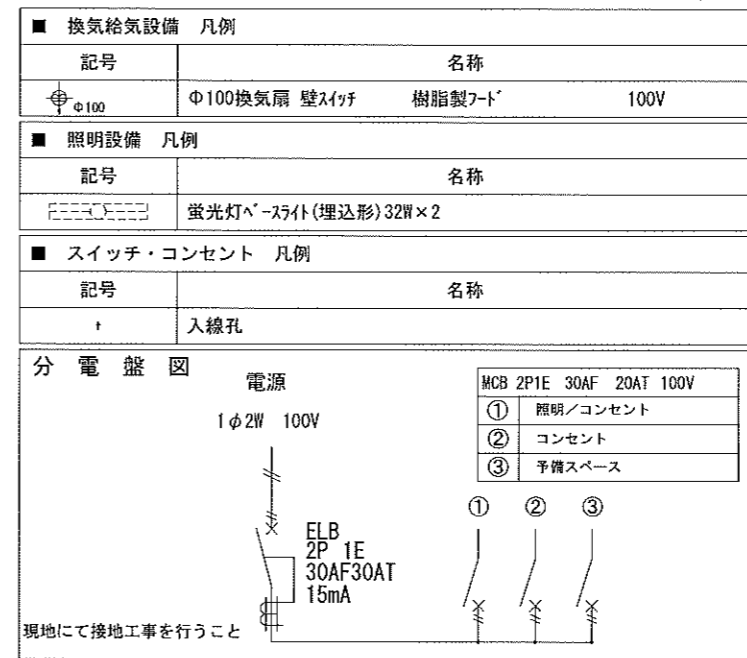 ■ 換気給気設備 凡例
記号 名称
Φ100 Φ100換気扇 壁スイッチ 樹脂製フード 100V
■ 照明設備 凡例
記号 名称
蛍光灯ベースライト(埋込形)32W×2
■ スイッチ・コンセント 凡例
記号 名称
t 入線孔
分電盤図
電源
1φ2W 100V
MCB 2P1E 30AF 20AT 100V
① 照明/コンセント
② コンセント
③ 予備スペース
① ② ③
ELB
2P 1E
30AF30AT
15mA
現地にて接地工事を行うこと